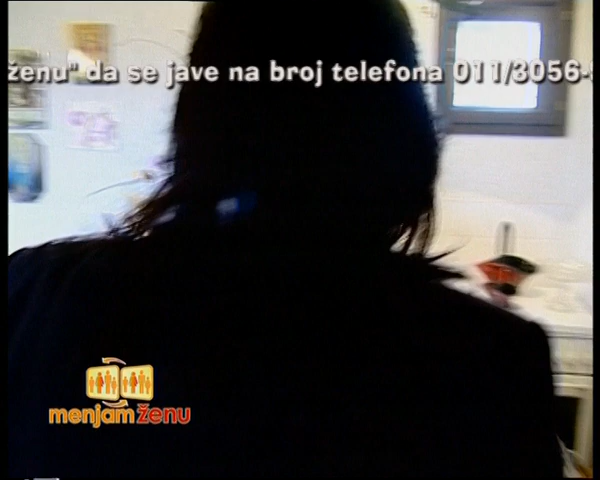 ženu" da se jave na broj telefona 011/3056-
menjam ženu